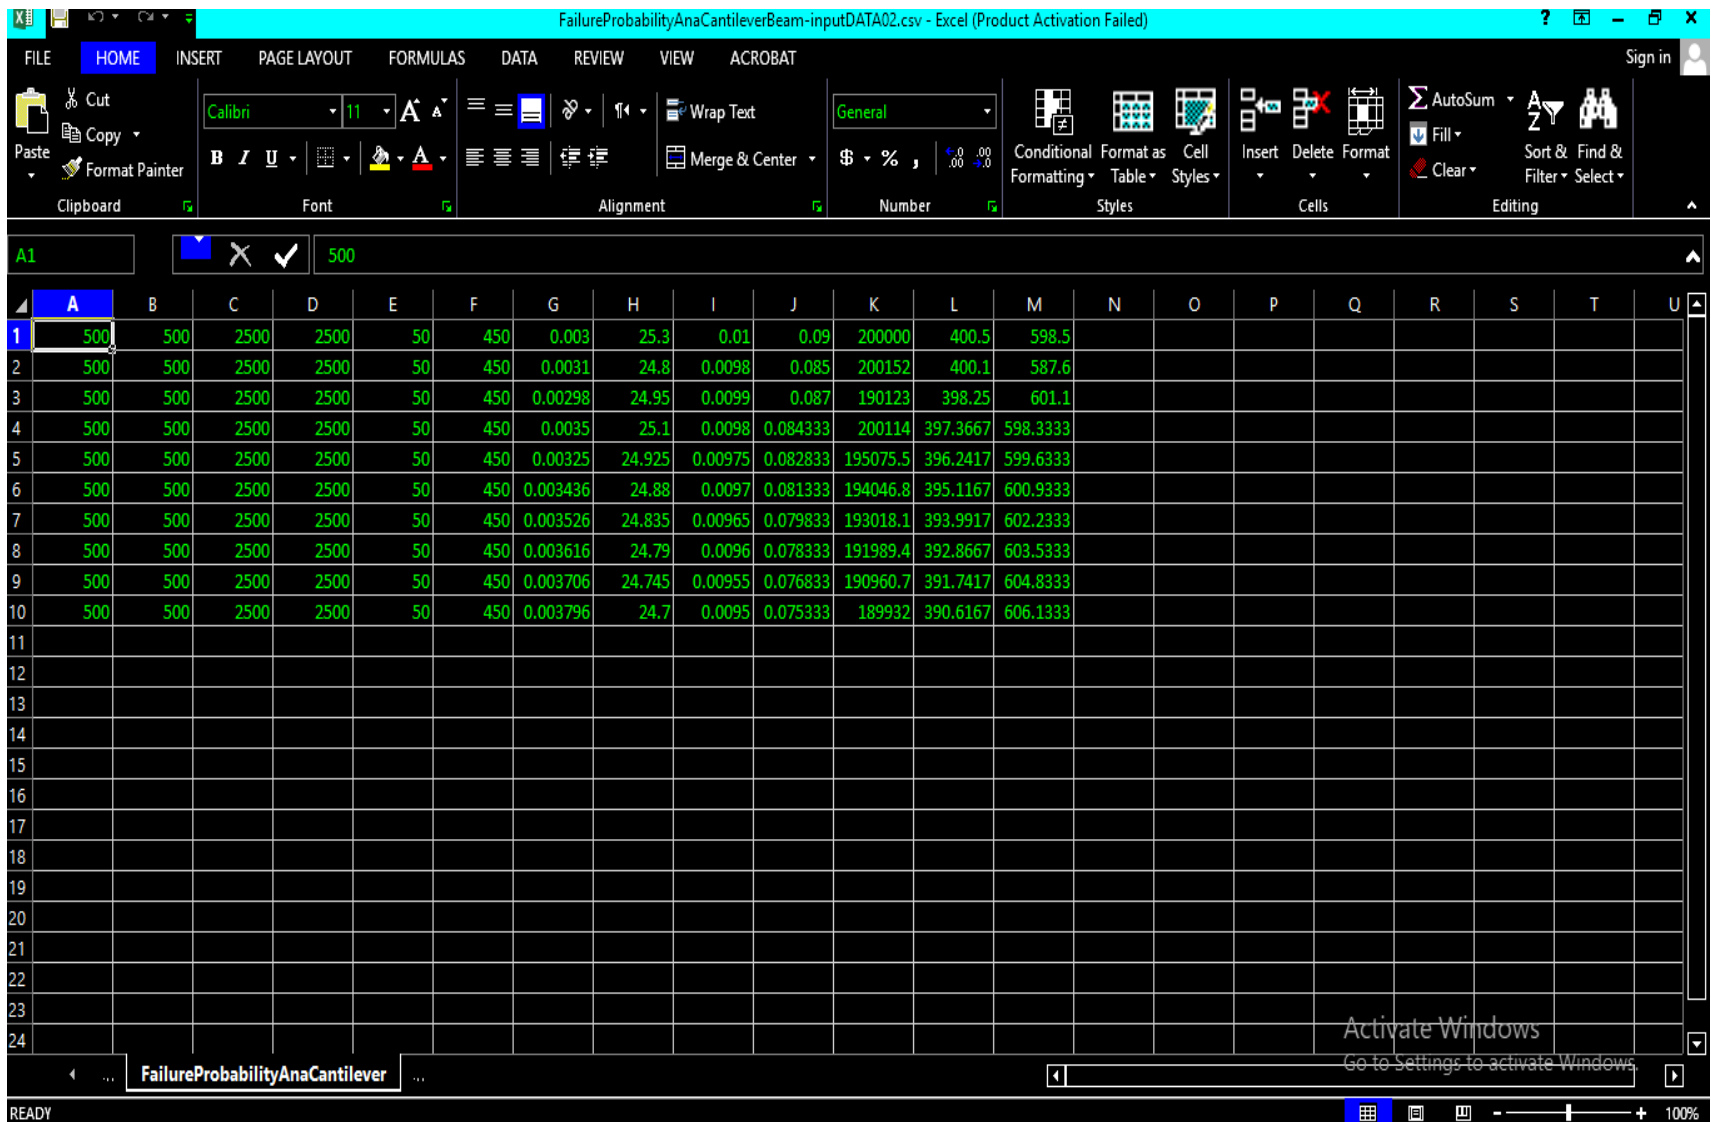 FailureProbabilityAnaCantileverBeam-inputDATA02.csv - Excel (Product Activation Failed) ?
FILE HOME INSERT PAGE LAYOUT FORMULAS DATA REVIEW VIEW ACROBAT Sign in
Paste
Cut
Copy
Format Painter
Clipboard
Calibri 11
B I U
Font
Wrap Text
Merge & Center
Alignment
General
$ % ,
Number
Conditional Formatting
Format as Table
Cell Styles
Styles
Insert Delete Format
Cells
AutoSum
Fill
Clear
Sort & Filter
Find & Select
Editing
A1 500
A B C D E F G H I J K L M N O P Q R S T U
1 500 500 2500 2500 50 450 0.003 25.3 0.01 0.09 200000 400.5 598.5
2 500 500 2500 2500 50 450 0.0031 24.8 0.0098 0.085 200152 400.1 587.6
3 500 500 2500 2500 50 450 0.00298 24.95 0.0099 0.087 190123 398.25 601.1
4 500 500 2500 2500 50 450 0.0035 25.1 0.0098 0.084333 200114 397.3667 598.3333
5 500 500 2500 2500 50 450 0.00325 24.925 0.00975 0.082833 195075.5 396.2417 599.6333
6 500 500 2500 2500 50 450 0.003436 24.88 0.0097 0.081333 194046.8 395.1167 600.9333
7 500 500 2500 2500 50 450 0.003526 24.835 0.00965 0.079833 193018.1 393.9917 602.2333
8 500 500 2500 2500 50 450 0.003616 24.79 0.0096 0.078333 191989.4 392.8667 603.5333
9 500 500 2500 2500 50 450 0.003706 24.745 0.00955 0.076833 190960.7 391.7417 604.8333
10 500 500 2500 2500 50 450 0.003796 24.7 0.0095 0.075333 189932 390.6167 606.1333
11
12
13
14
15
16
17
18
19
20
21
22
23
24
Activate Windows
Go to Settings to activate Windows.
... FailureProbabilityAnaCantilever ...
READY 100%